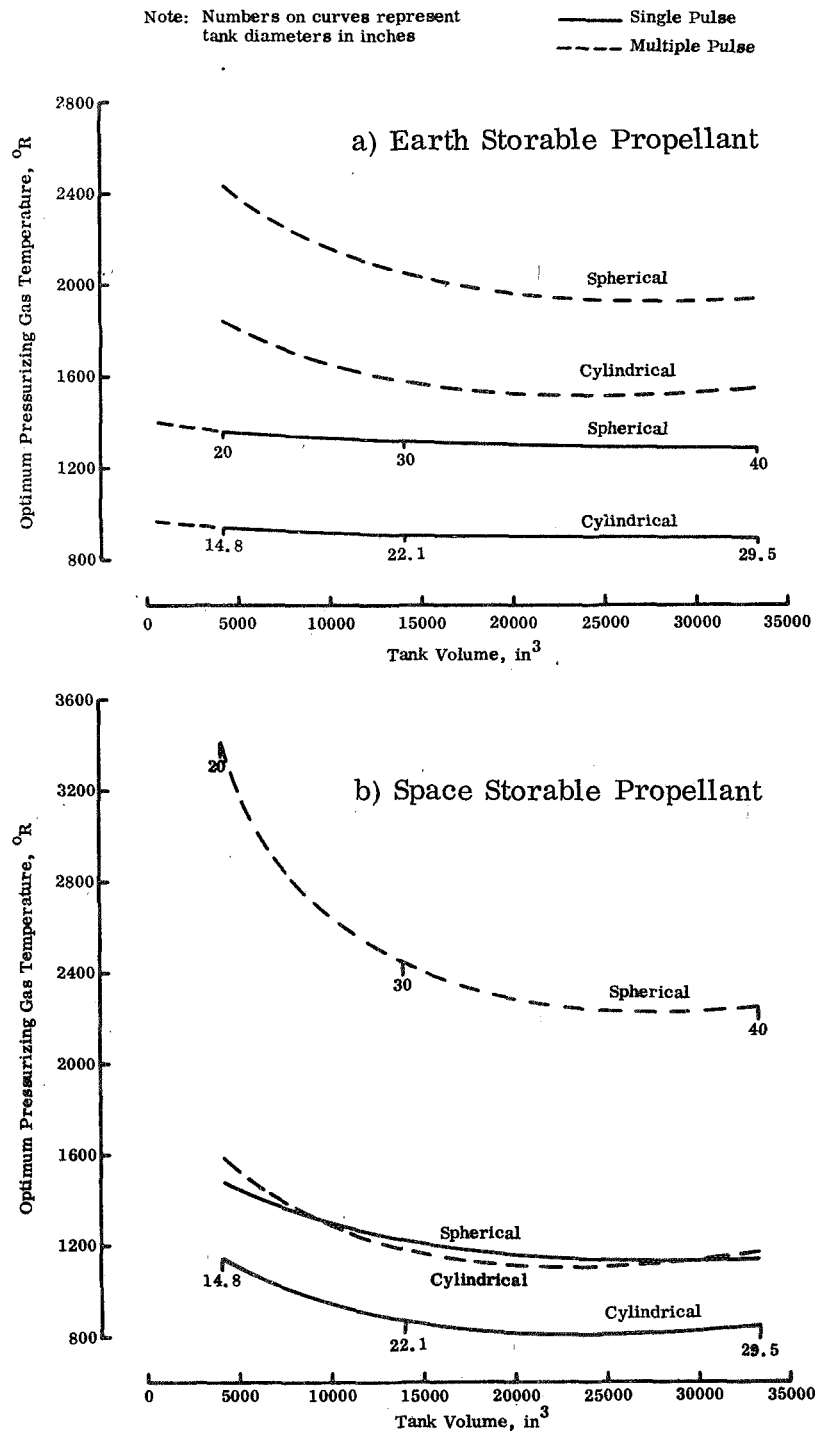 Note: Numbers on curves represent
tank diameters in inches
Single Pulse
Multiple Pulse
a) Earth Storable Propellant
Optimum Pressurizing Gas Temperature, °R
2800
2400
2000
1600
1200
800
Spherical
Cylindrical
Spherical
20
30
40
Cylindrical
14.8
22.1
29.5
0 5000 10000 15000 20000 25000 30000 35000
Tank Volume, in³
b) Space Storable Propellant
Optimum Pressurizing Gas Temperature, °R
3600
3200
2800
2400
2000
1600
1200
800
20
30
Spherical
40
Spherical
Cylindrical
14.8
Cylindrical
22.1
29.5
0 5000 10000 15000 20000 25000 30000 35000
Tank Volume, in³